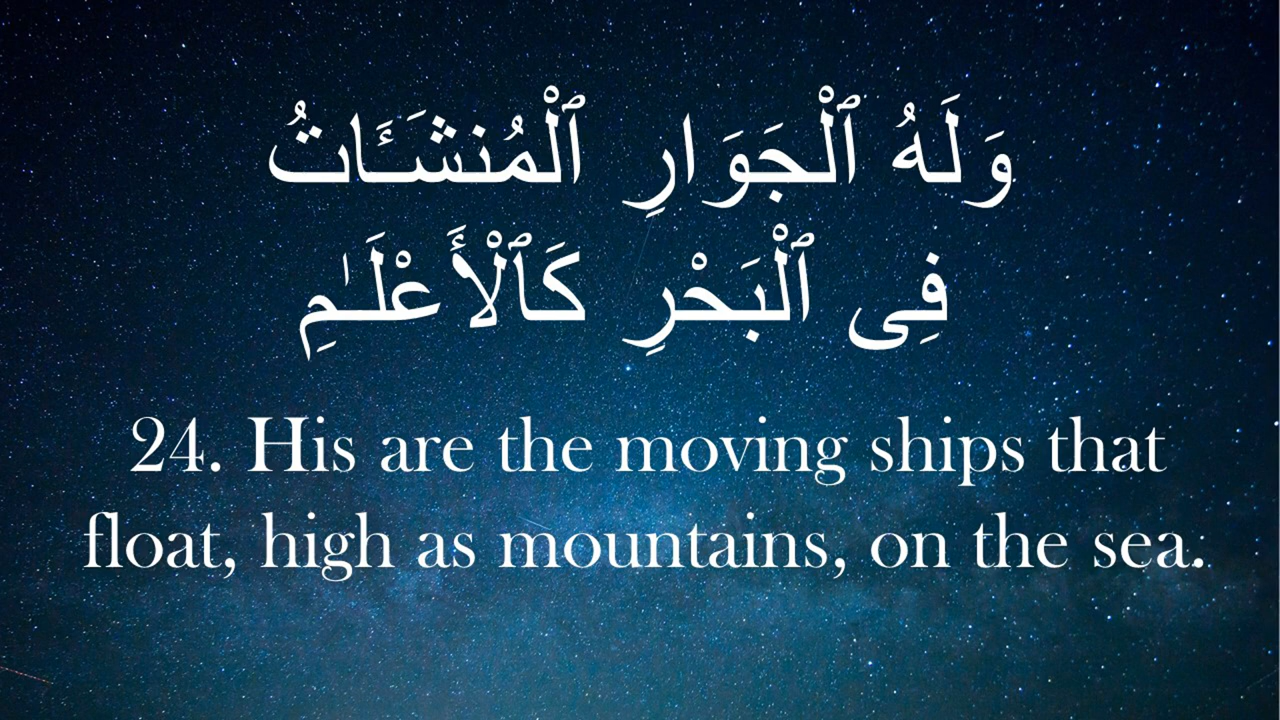 وَلَهُ ٱلْجَوَارِ ٱلْمُنشَـَٔاتُ
فِى ٱلْبَحْرِ كَٱلْأَعْلَـٰمِ
24. His are the moving ships that
float, high as mountains, on the sea.